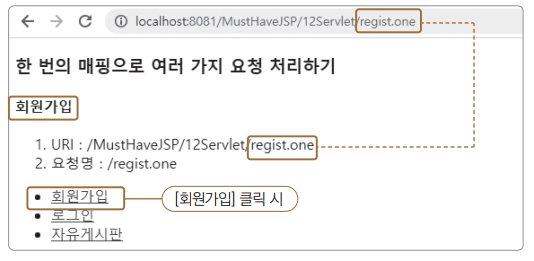 localhost:8081/MustHaveJSP/12Servlet/regist.one
한 번의 매핑으로 여러 가지 요청 처리하기
회원가입
1. URI : /MustHaveJSP/12Servlet/regist.one
2. 요청명 : /regist.one
• 회원가입
[회원가입] 클릭 시
• 로그인
• 자유게시판